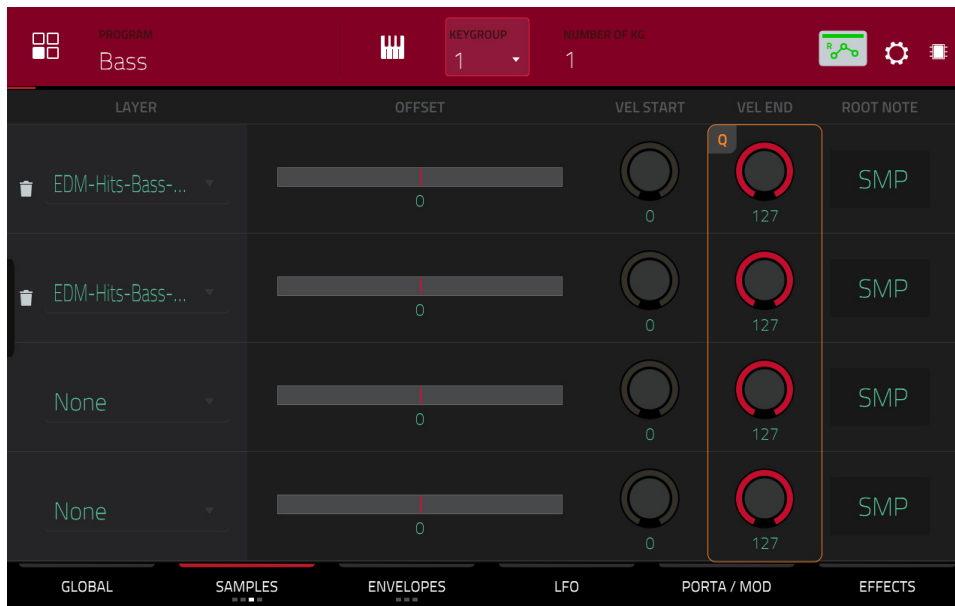 PROGRAM
Bass
KEYGROUP
1
NUMBER OF KG
1
R
LAYER OFFSET VEL START VEL END ROOT NOTE
Q
EDM-Hits-Bass-... 0 0 127 SMP
EDM-Hits-Bass-... 0 0 127 SMP
None 0 0 127 SMP
None 0 0 127 SMP
GLOBAL SAMPLES ENVELOPES LFO PORTA / MOD EFFECTS